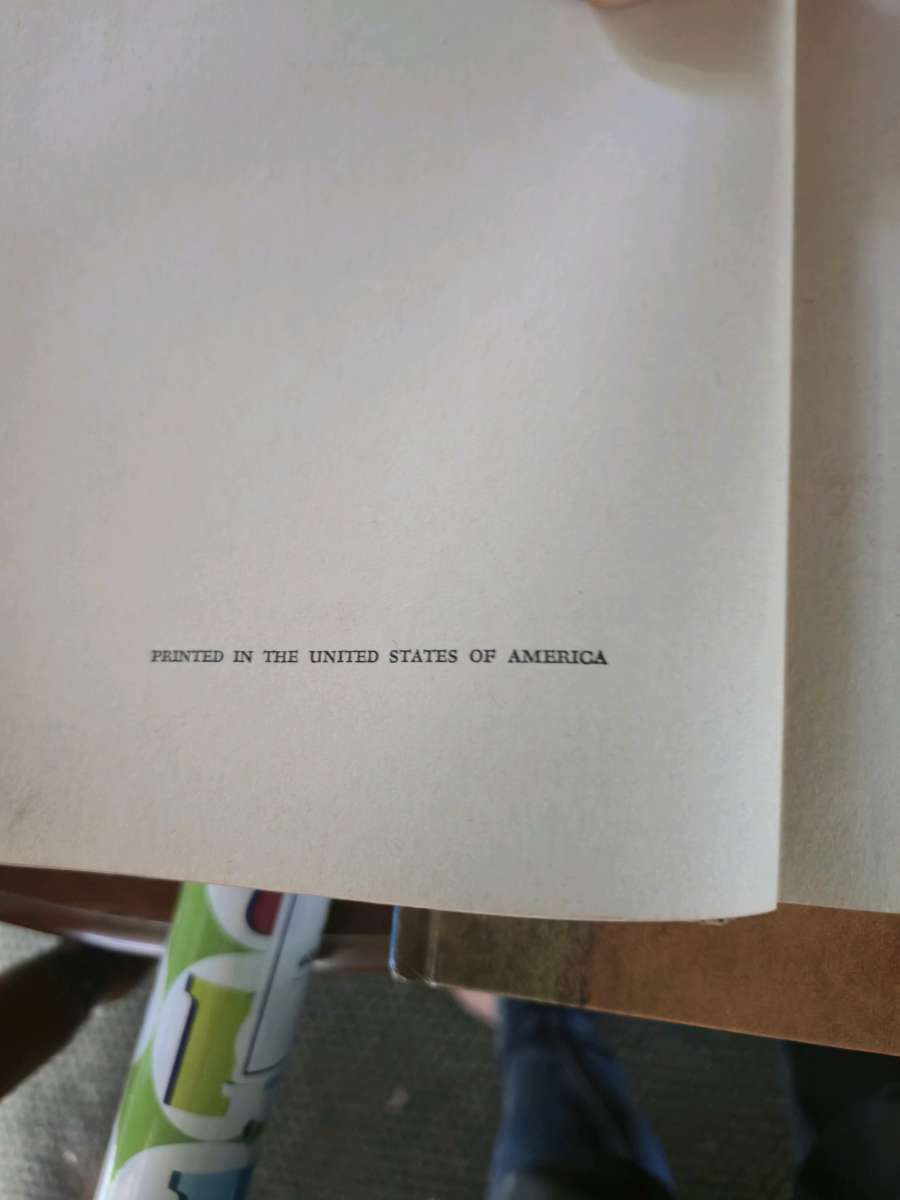 PRINTED IN THE UNITED STATES OF AMERICA